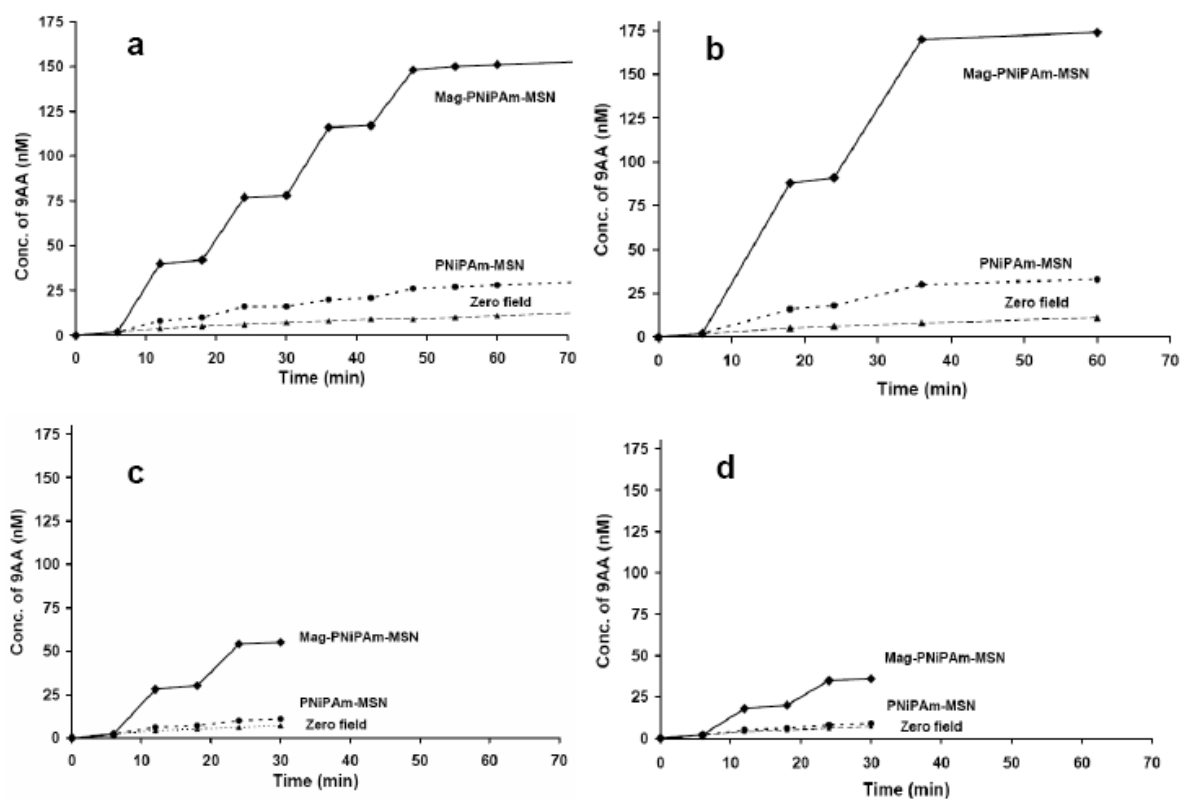 a
175
150
125
100
75
50
25
0
Conc. of 9AA (nM)
Mag-PNiPAm-MSN
PNiPAm-MSN
Zero field
0 10 20 30 40 50 60 70
Time (min)
b
175
150
125
100
75
50
25
0
Conc. of 9AA (nM)
Mag-PNiPAm-MSN
PNiPAm-MSN
Zero field
0 10 20 30 40 50 60 70
Time (min)
c
175
150
125
100
75
50
25
0
Conc. of 9AA (nM)
Mag-PNiPAm-MSN
PNiPAm-MSN
Zero field
0 10 20 30 40 50 60 70
Time (min)
d
175
150
125
100
75
50
25
0
Conc. of 9AA (nM)
Mag-PNiPAm-MSN
PNiPAm-MSN
Zero field
0 10 20 30 40 50 60 70
Time (min)